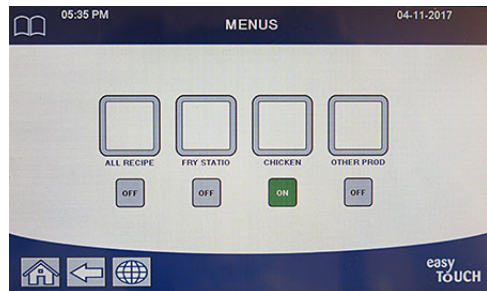 05:35 PM
MENUS
04-11-2017
ALL RECIPE FRY STATIO CHICKEN OTHER PROD
OFF OFF ON OFF
easy
TOUCH